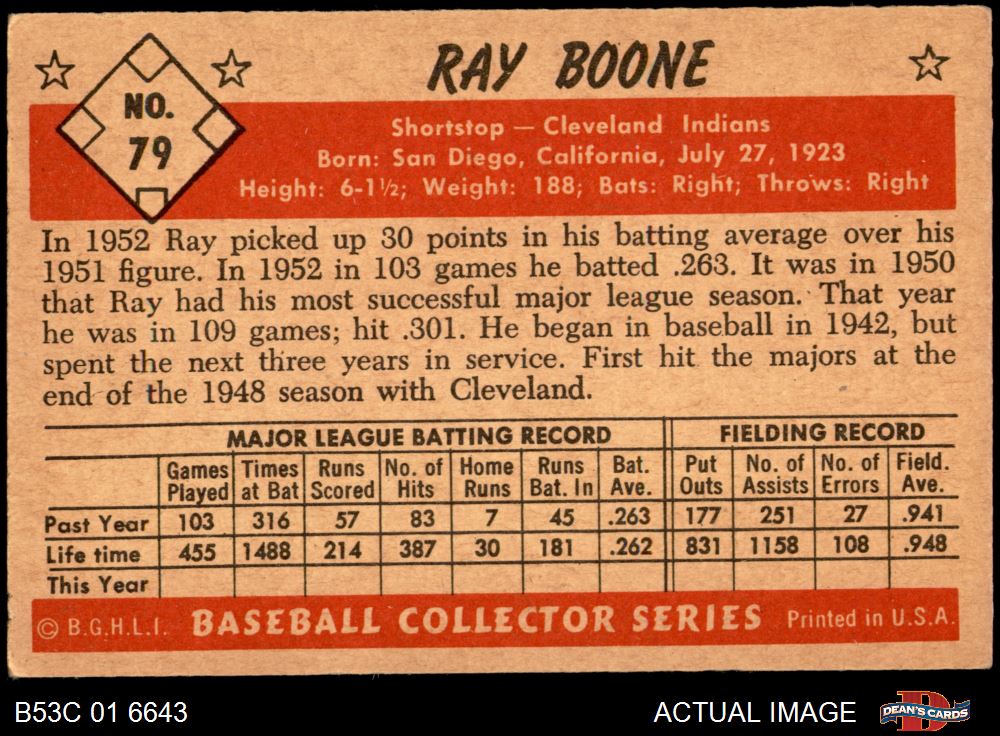 RAY BOONE
NO.
79
Shortstop — Cleveland Indians
Born: San Diego, California, July 27, 1923
Height: 6-1½; Weight: 188; Bats: Right; Throws: Right
In 1952 Ray picked up 30 points in his batting average over his
1951 figure. In 1952 in 103 games he batted .263. It was in 1950
that Ray had his most successful major league season. That year
he was in 109 games; hit .301. He began in baseball in 1942, but
spent the next three years in service. First hit the majors at the
end of the 1948 season with Cleveland.
MAJOR LEAGUE BATTING RECORD FIELDING RECORD
Games Times Runs No. of Home Runs Bat. Put No. of No. of Field.
Played at Bat Scored Hits Runs Bat. In Ave. Outs Assists Errors Ave.
Past Year 103 316 57 83 7 45 .263 177 251 27 .941
Life time 455 1488 214 387 30 181 .262 831 1158 108 .948
This Year
© B.G.H.L.I. BASEBALL COLLECTOR SERIES Printed in U.S.A.
B53C 01 6643 ACTUAL IMAGE DEAN'S CARDS